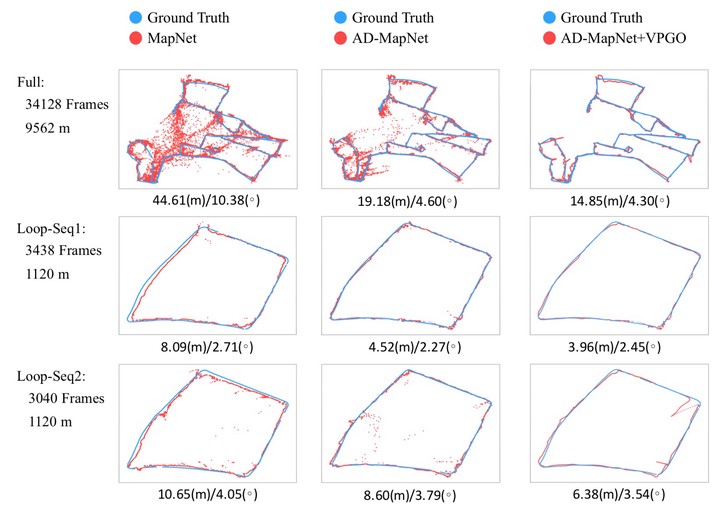 Ground Truth
MapNet
Ground Truth
AD-MapNet
Ground Truth
AD-MapNet+VPGO
Full:
34128 Frames
9562 m
44.61(m)/10.38(°)
19.18(m)/4.60(°)
14.85(m)/4.30(°)
Loop-Seq1:
3438 Frames
1120 m
8.09(m)/2.71(°)
4.52(m)/2.27(°)
3.96(m)/2.45(°)
Loop-Seq2:
3040 Frames
1120 m
10.65(m)/4.05(°)
8.60(m)/3.79(°)
6.38(m)/3.54(°)